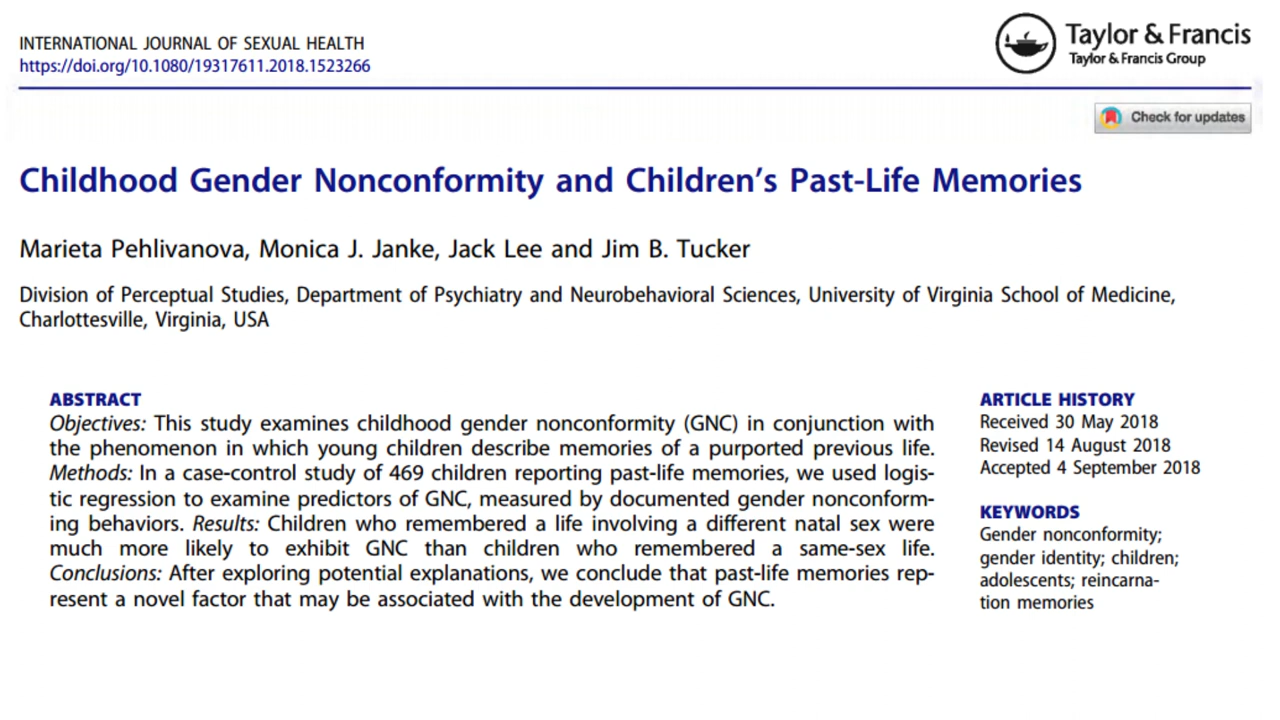 INTERNATIONAL JOURNAL OF SEXUAL HEALTH
https://doi.org/10.1080/19317611.2018.1523266
Taylor & Francis
Taylor & Francis Group
Check for updates
Childhood Gender Nonconformity and Children's Past-Life Memories
Marieta Pehlivanova, Monica J. Janke, Jack Lee and Jim B. Tucker
Division of Perceptual Studies, Department of Psychiatry and Neurobehavioral Sciences, University of Virginia School of Medicine,
Charlottesville, Virginia, USA
ABSTRACT
Objectives: This study examines childhood gender nonconformity (GNC) in conjunction with
the phenomenon in which young children describe memories of a purported previous life.
Methods: In a case-control study of 469 children reporting past-life memories, we used logis-
tic regression to examine predictors of GNC, measured by documented gender nonconform-
ing behaviors. Results: Children who remembered a life involving a different natal sex were
much more likely to exhibit GNC than children who remembered a same-sex life.
Conclusions: After exploring potential explanations, we conclude that past-life memories rep-
resent a novel factor that may be associated with the development of GNC.
ARTICLE HISTORY
Received 30 May 2018
Revised 14 August 2018
Accepted 4 September 2018
KEYWORDS
Gender nonconformity;
gender identity; children;
adolescents; reincarna-
tion memories